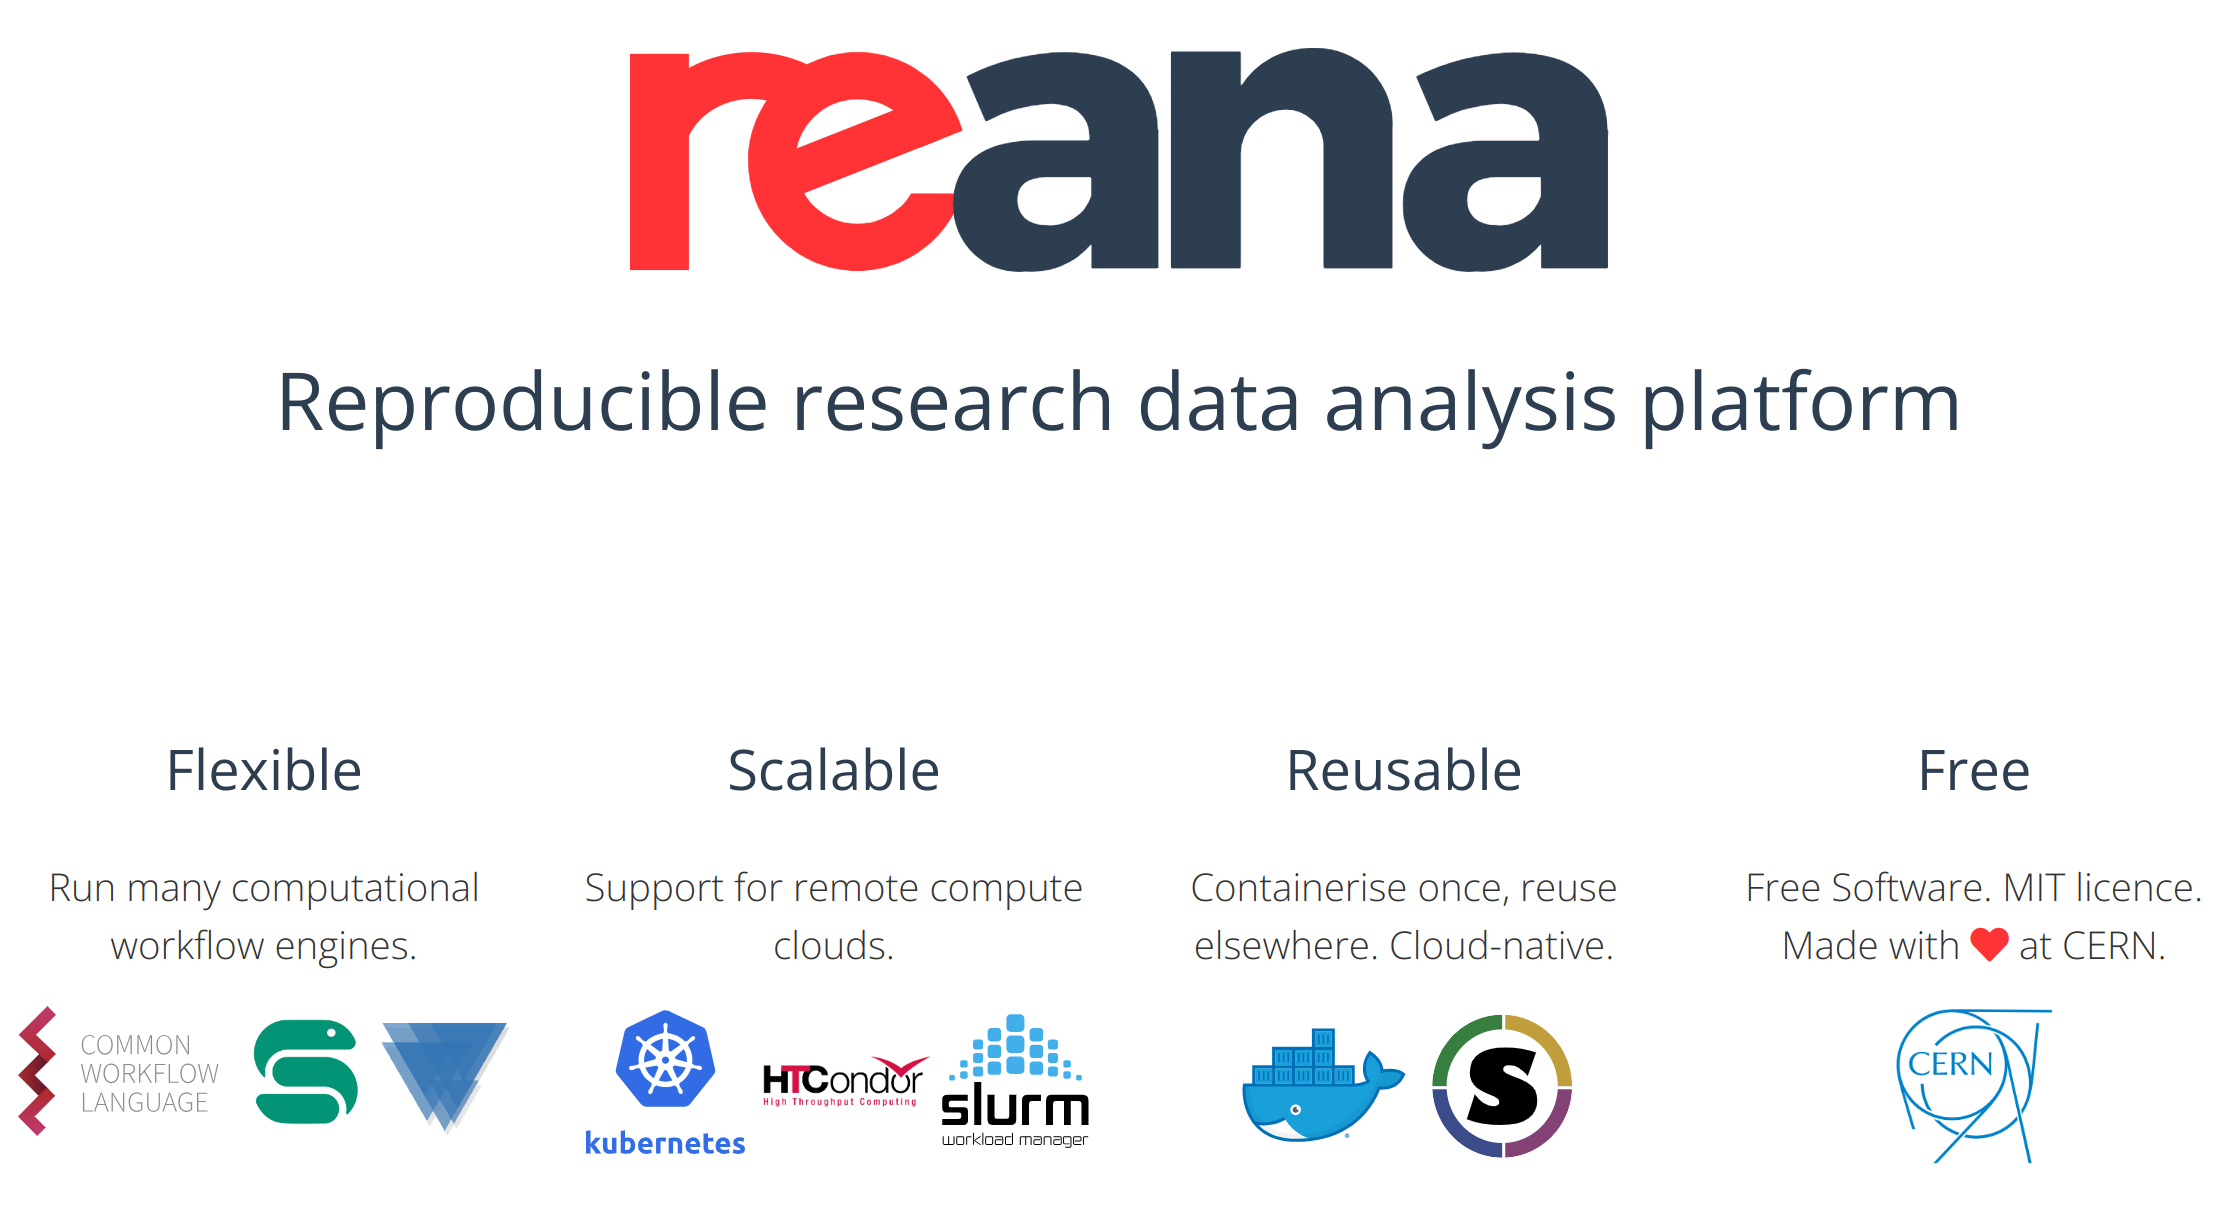 reana
Reproducible research data analysis platform
Flexible
Run many computational
workflow engines.
COMMON
WORKFLOW
LANGUAGE
Scalable
Support for remote compute
clouds.
kubernetes
HTCondor
High Throughput Computing
slurm
workload manager
Reusable
Containerise once, reuse
elsewhere. Cloud-native.
S
Free
Free Software. MIT licence.
Made with ❤ at CERN.
CERN